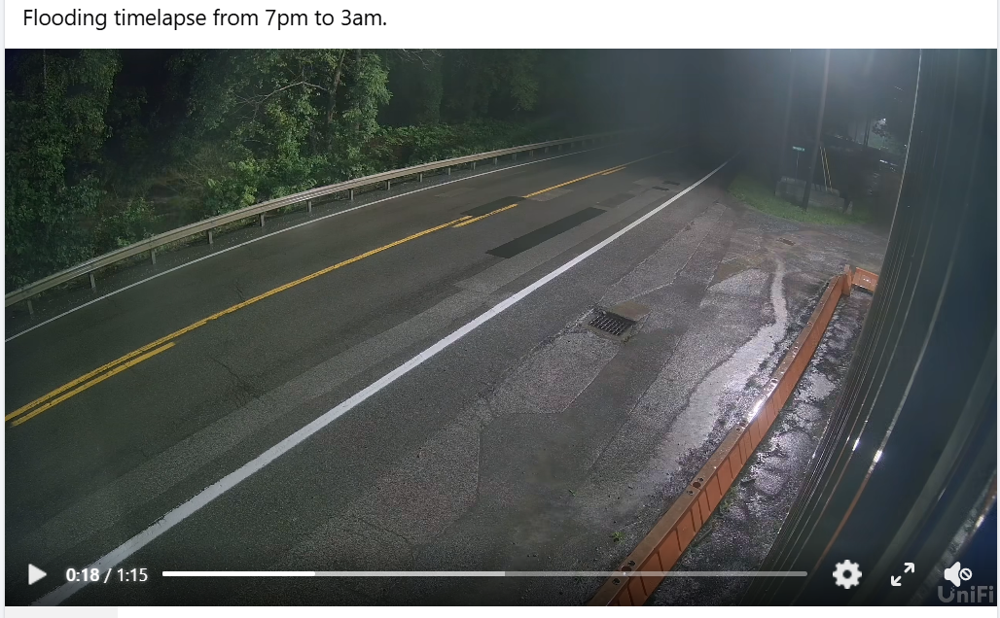 Flooding timelapse from 7pm to 3am.
0:18 / 1:15
UniFi